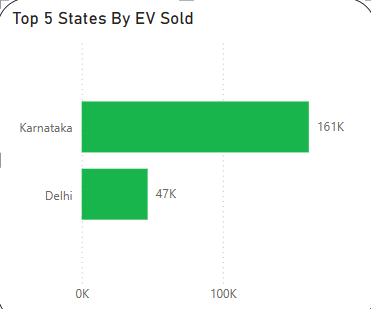 Top 5 States By EV Sold
Karnataka 161K
Delhi 47K
0K 100K